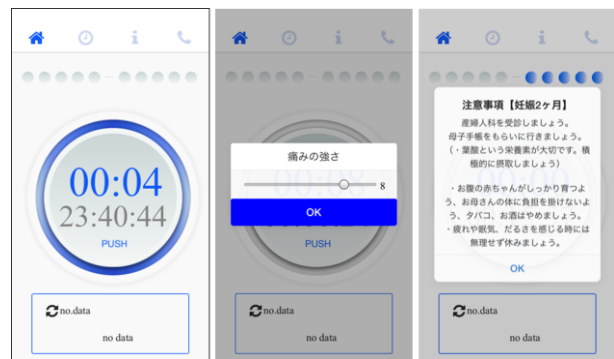 00:04
23:40:44
PUSH
no.data
no data
痛みの強さ
8
OK
PUSH
no.data
no data
注意事項【妊娠2ヶ月】
産婦人科を受診しましょう。
母子手帳をもらいに行きましょう。
(・葉酸という栄養素が大切です。積
極的に摂取しましょう)
・お腹の赤ちゃんがしっかり育つよ
う、お母さんの体に負担を掛けないよ
う、タバコ、お酒はやめましょう。
・疲れや眠気、だるさを感じる時には
無理せず休みましょう。
OK
no.data
no data